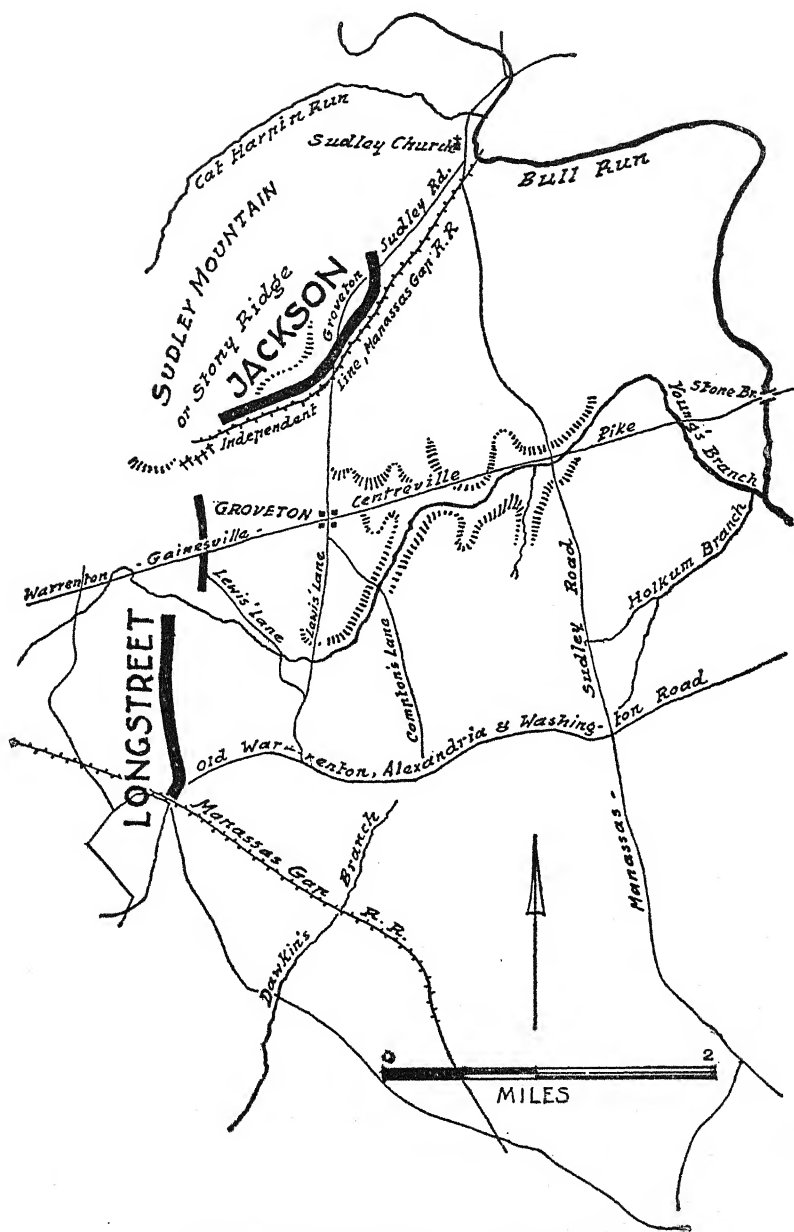 Cat Harpin Run
Sudley Church
Bull Run
SUDLEY MOUNTAIN
or Stony Ridge
JACKSON
Groveton Sudley Rd.
Independent Line, Manassas Gap R.R
Stone Br.
Young's Branch
GROVETON
Warrenton - Gainesville - Centreville Pike
Lewis' Lane
Lewis' Lane
Holkum Branch
LONGSTREET
Compton's Lane
Manassas - Sudley Road
Old Warrenton, Alexandria & Washington Road
Manassas Gap R.R.
Dawkin's Branch
0 2
MILES